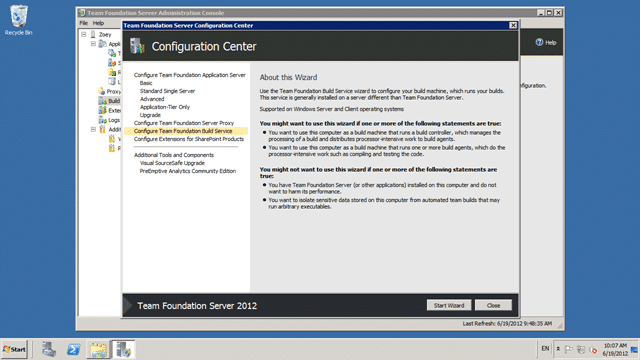 Recycle Bin
Team Foundation Server Administration Console
File Help
Zoey
Build
Logs
Help
Team Foundation Server Configuration Center
Configuration Center
Configure Team Foundation Application Server
Basic
Standard Single Server
Advanced
Application-Tier Only
Upgrade
Configure Team Foundation Server Proxy
Configure Team Foundation Build Service
Configure Extensions for SharePoint Products
Additional Tools and Components
Visual SourceSafe Upgrade
PreEmptive Analytics Community Edition
About this Wizard
Use the Team Foundation Build Service wizard to configure your build machine, which runs your builds.
This service is generally installed on a server different than Team Foundation Server.
Supported on Windows Server and Client operating systems.
You might want to use this wizard if one or more of the following statements are true:
You want to use this computer as a build machine that runs a build controller, which manages the
processing of a build and distributes processor-intensive work to build agents.
You want to use this computer as a build machine that runs one or more build agents, which do the
processor-intensive work such as compiling and testing the code.
You might not want to use this wizard if one or more of the following statements are
true:
You have Team Foundation Server (or other applications) installed on this computer and do not
want to harm its performance.
You want to isolate sensitive data stored on this computer from automated team builds that may
run arbitrary executables.
Team Foundation Server 2012
Start Wizard Close
Last Refresh: 6/19/2012 9:48:35 AM
Start
EN
10:07 AM
6/19/2012